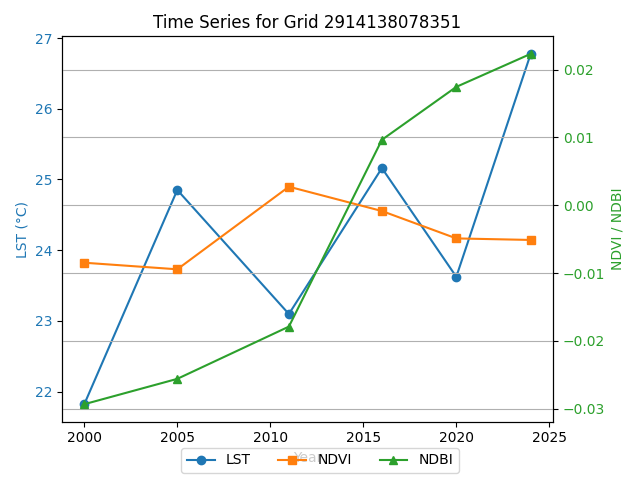 Time Series for Grid 2914138078351
27
26
25
24
23
22
LST (°C)
0.02
0.01
0.00
−0.01
−0.02
−0.03
NDVI / NDBI
2000
2005
2010
2015
2020
2025
Year
LST
NDVI
NDBI